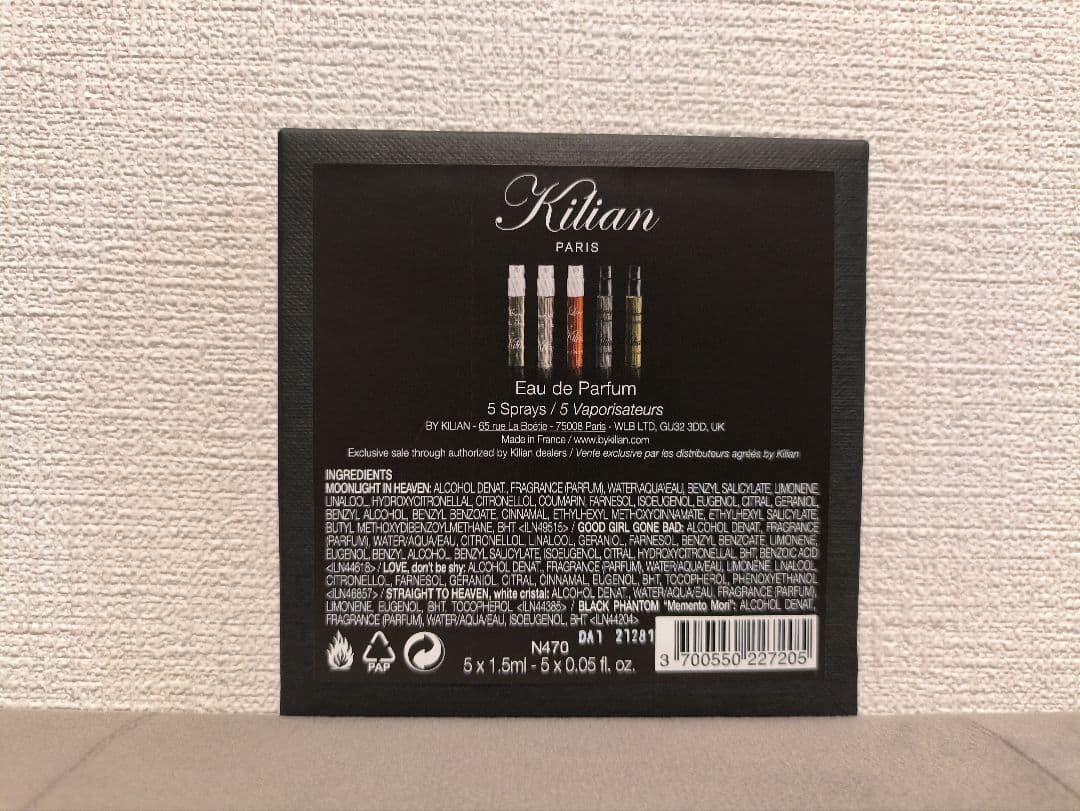 Kilian
PARIS
Eau de Parfum
5 Sprays / 5 Vaporisateurs
BY KILIAN - 65 rue La Boétie - 75008 Paris - WLB LTD, GU32 3DD, UK
Made in France / www.bykilian.com
Exclusive sale through authorized by Kilian dealers / Vente exclusive par les distributeurs agréés by Kilian
INGREDIENTS
MOONLIGHT IN HEAVEN: ALCOHOL DENAT., FRAGRANCE (PARFUM), WATER/AQUA/EAU, BENZYL SALICYLATE, LIMONENE
LINALOOL, HYDROXYCITRONELLAL, CITRONELLOL, COUMARIN, FARNESOL, ISOEUGENOL, EUGENOL, CITRAL, GERANIOL,
BENZYL ALCOHOL, BENZYL BENZOATE, CINNAMAL, ETHYLHEXYL METHOXYCINNAMATE, ETHYLHEXYL SALICYLATE,
BUTYL METHOXYDIBENZOYLMETHANE, BHT <ILN49515> / GOOD GIRL GONE BAD: ALCOHOL DENAT., FRAGRANCE
(PARFUM), WATER/AQUA/EAU, CITRONELLOL, LINALOOL, GERANIOL, FARNESOL, BENZYL BENZOATE, LIMONENE,
EUGENOL, BENZYL ALCOHOL, BENZYL SALICYLATE, ISOEUGENOL, CITRAL, HYDROXYCITRONELLAL, BHT, BENZOIC ACID
<ILN44618> / LOVE, don't be shy: ALCOHOL DENAT., FRAGRANCE (PARFUM), WATER/AQUA/EAU, LIMONENE, LINALOOL,
CITRONELLOL, FARNESOL, GERANIOL, CITRAL, CINNAMAL, EUGENOL, BHT, TOCOPHEROL, PHENOXYETHANOL
<ILN46857> / STRAIGHT TO HEAVEN, white cristal: ALCOHOL DENAT., WATER/AQUA/EAU, FRAGRANCE (PARFUM),
LIMONENE, EUGENOL, BHT, TOCOPHEROL <ILN44385> / BLACK PHANTOM "Memento Mori": ALCOHOL DENAT.,
FRAGRANCE (PARFUM), WATER/AQUA/EAU, ISOEUGENOL, BHT <ILN44204>
DA1 21281
N470
PAP
5 x 1.5ml - 5 x 0.05 fl. oz.
3 700550 227205